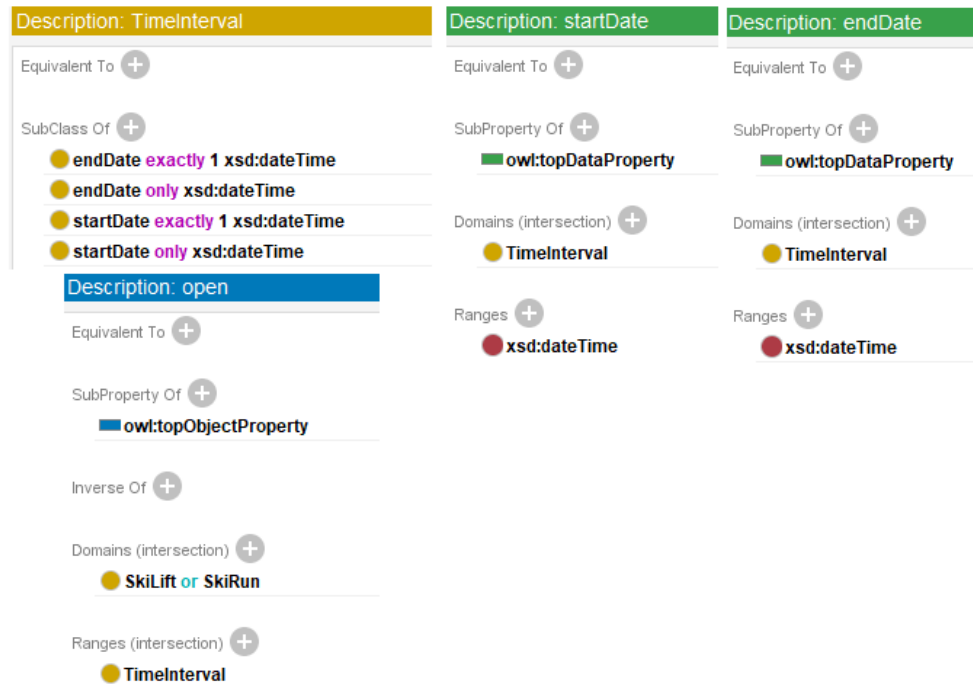 Description: TimeInterval
Equivalent To
SubClass Of
endDate exactly 1 xsd:dateTime
endDate only xsd:dateTime
startDate exactly 1 xsd:dateTime
startDate only xsd:dateTime
Description: startDate
Equivalent To
SubProperty Of
owl:topDataProperty
Domains (intersection)
TimeInterval
Ranges
xsd:dateTime
Description: endDate
Equivalent To
SubProperty Of
owl:topDataProperty
Domains (intersection)
TimeInterval
Ranges
xsd:dateTime
Description: open
Equivalent To
SubProperty Of
owl:topObjectProperty
Inverse Of
Domains (intersection)
SkiLift or SkiRun
Ranges (intersection)
TimeInterval